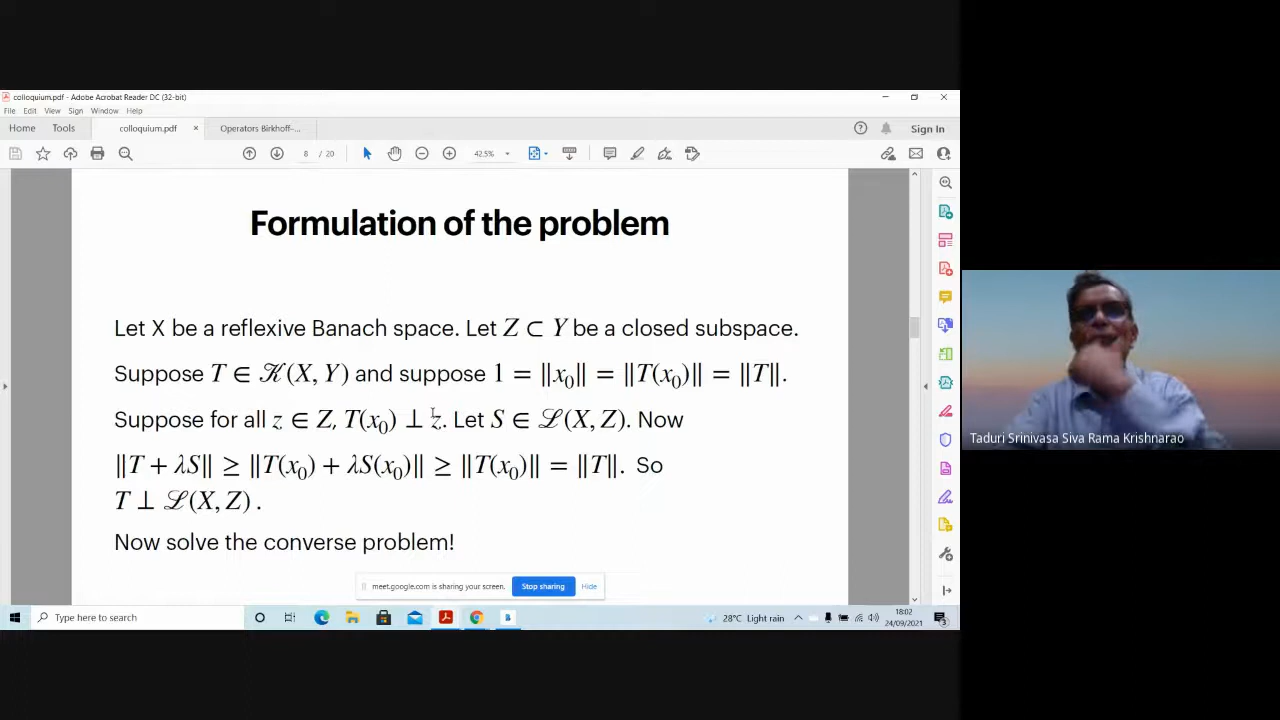 colloquium.pdf - Adobe Acrobat Reader DC (32-bit)
File Edit View Sign Window Help
Home Tools colloquium.pdf × Operators Birkhoff-... Sign In
8 / 20 42.5%
Formulation of the problem
Let X be a reflexive Banach space. Let Z ⊂ Y be a closed subspace.
Suppose T ∈ 𝒦(X, Y) and suppose 1 = ‖x₀‖ = ‖T(x₀)‖ = ‖T‖.
Suppose for all z ∈ Z, T(x₀) ⊥ z. Let S ∈ ℒ(X, Z). Now
‖T + λS‖ ≥ ‖T(x₀) + λS(x₀)‖ ≥ ‖T(x₀)‖ = ‖T‖. So
T ⊥ ℒ(X, Z) .
Now solve the converse problem!
Taduri Srinivasa Siva Rama Krishnarao
meet.google.com is sharing your screen. Stop sharing Hide
Type here to search 28°C Light rain 18:02
24/09/2021
3